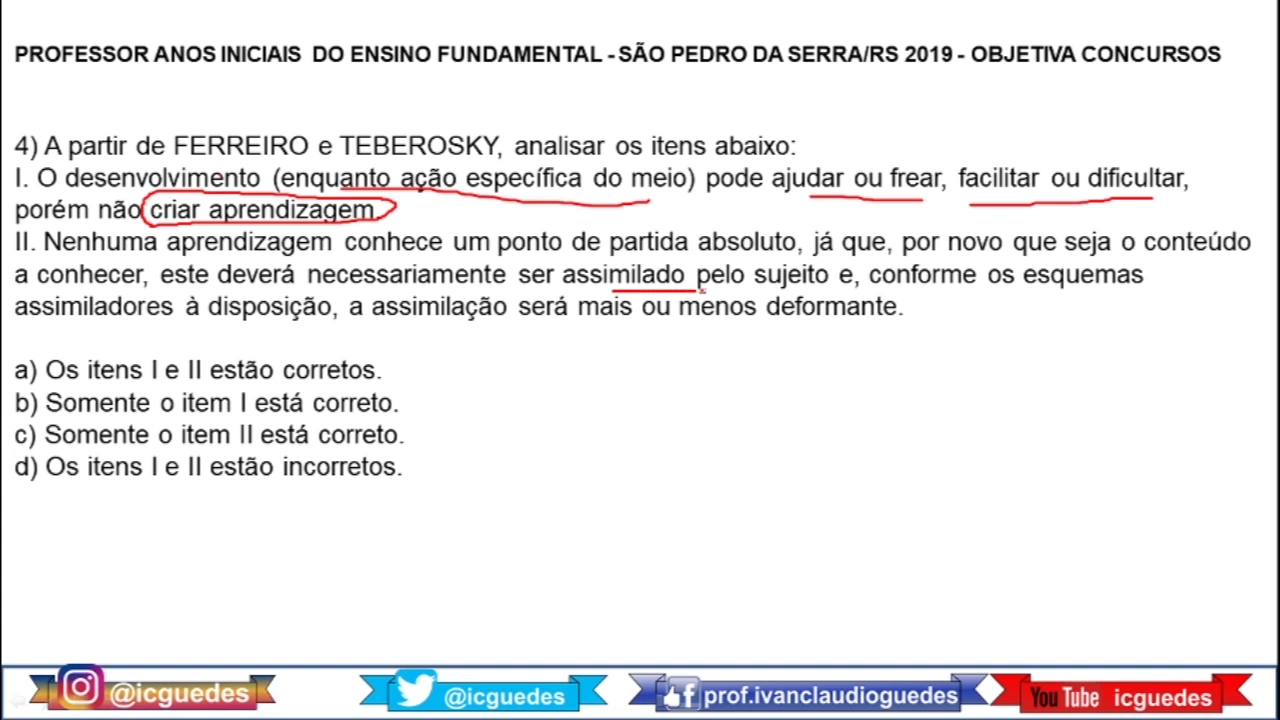 PROFESSOR ANOS INICIAIS DO ENSINO FUNDAMENTAL - SÃO PEDRO DA SERRA/RS 2019 - OBJETIVA CONCURSOS
4) A partir de FERREIRO e TEBEROSKY, analisar os itens abaixo:
I. O desenvolvimento (enquanto ação específica do meio) pode ajudar ou frear, facilitar ou dificultar,
porém não criar aprendizagem.
II. Nenhuma aprendizagem conhece um ponto de partida absoluto, já que, por novo que seja o conteúdo
a conhecer, este deverá necessariamente ser assimilado pelo sujeito e, conforme os esquemas
assimiladores à disposição, a assimilação será mais ou menos deformante.
a) Os itens I e II estão corretos.
b) Somente o item I está correto.
c) Somente o item II está correto.
d) Os itens I e II estão incorretos.
@icguedes @icguedes prof.ivanclaudioguedes You Tube icguedes